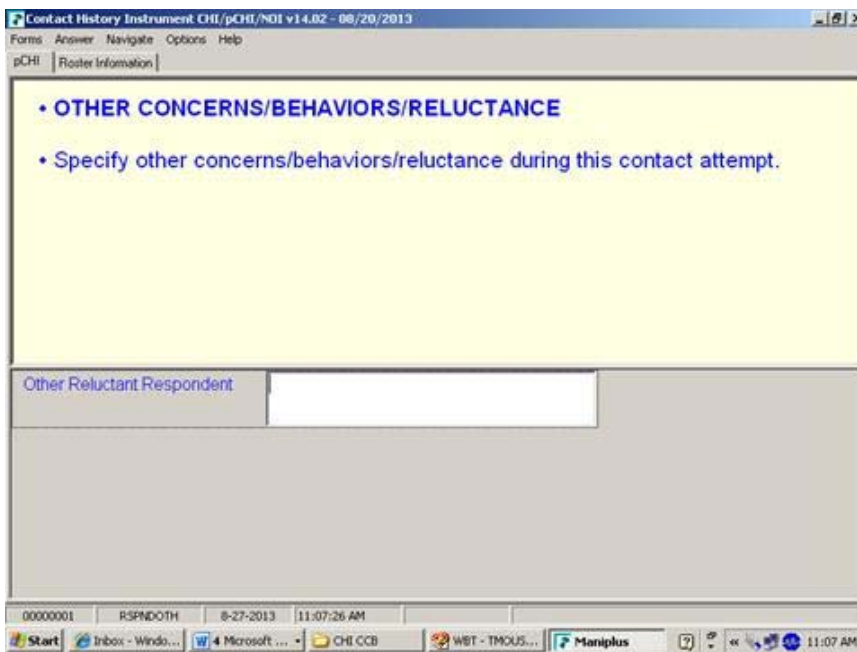 Contact History Instrument CHI/pCHI/NOI v14.02 - 08/20/2013
Forms Answer Navigate Options Help
pCHI Roster Information
• OTHER CONCERNS/BEHAVIORS/RELUCTANCE
• Specify other concerns/behaviors/reluctance during this contact attempt.
Other Reluctant Respondent
00000001 RSPNDOTH 8-27-2013 11:07:26 AM
Start Inbox - Windo... 4 Microsoft ... CHI CCB WBT - TMOUS... Maniplus 11:07 AM